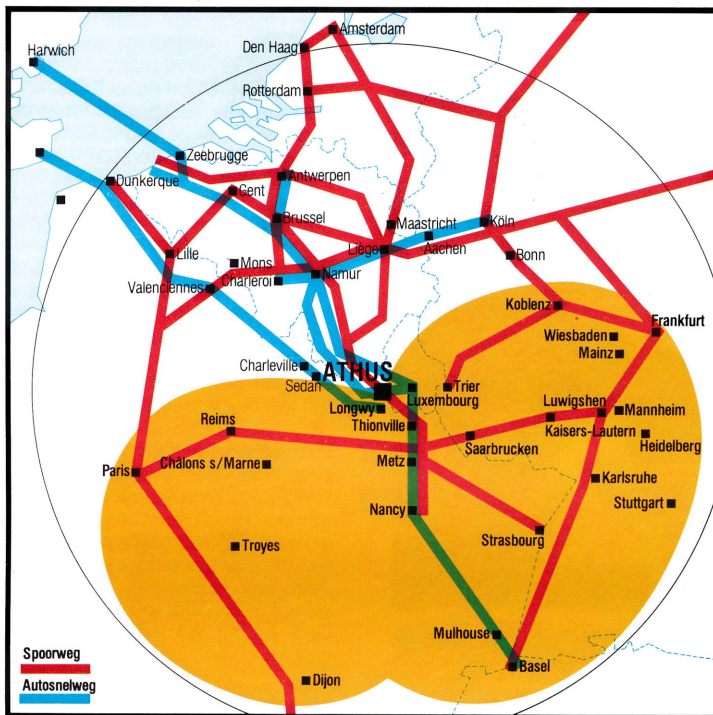 Amsterdam
Den Haag
Harwich
Rotterdam
Zeebrugge
Dunkerque
Antwerpen
Gent
Brussel
Maastricht
Köln
Lille
Liège
Aachen
Bonn
Mons
Namur
Valenciennes
Charleroi
Koblenz
Frankfurt
Wiesbaden
Mainz
Charleville
ATHUS
Sedan
Trier
Luxembourg
Longwy
Luwigshen
Mannheim
Reims
Thionville
Kaisers-Lautern
Saarbrucken
Heidelberg
Paris
Châlons s/Marne
Metz
Karlsruhe
Stuttgart
Nancy
Strasbourg
Troyes
Mulhouse
Spoorweg
Basel
Autosnelweg
Dijon